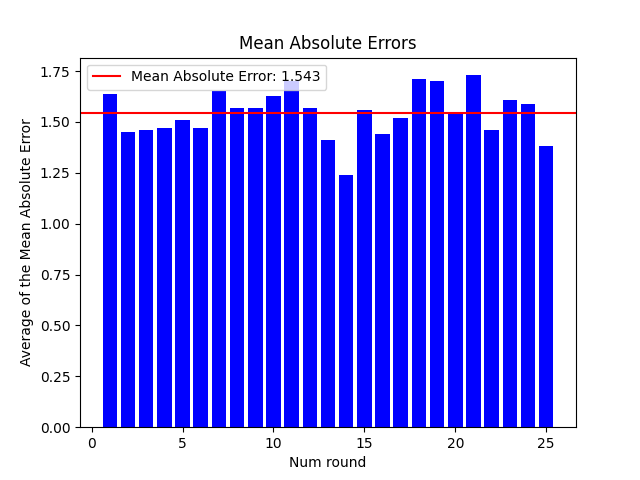 Mean Absolute Errors
Mean Absolute Error: 1.543
Average of the Mean Absolute Error
1.75
1.50
1.25
1.00
0.75
0.50
0.25
0.00
0 5 10 15 20 25
Num round